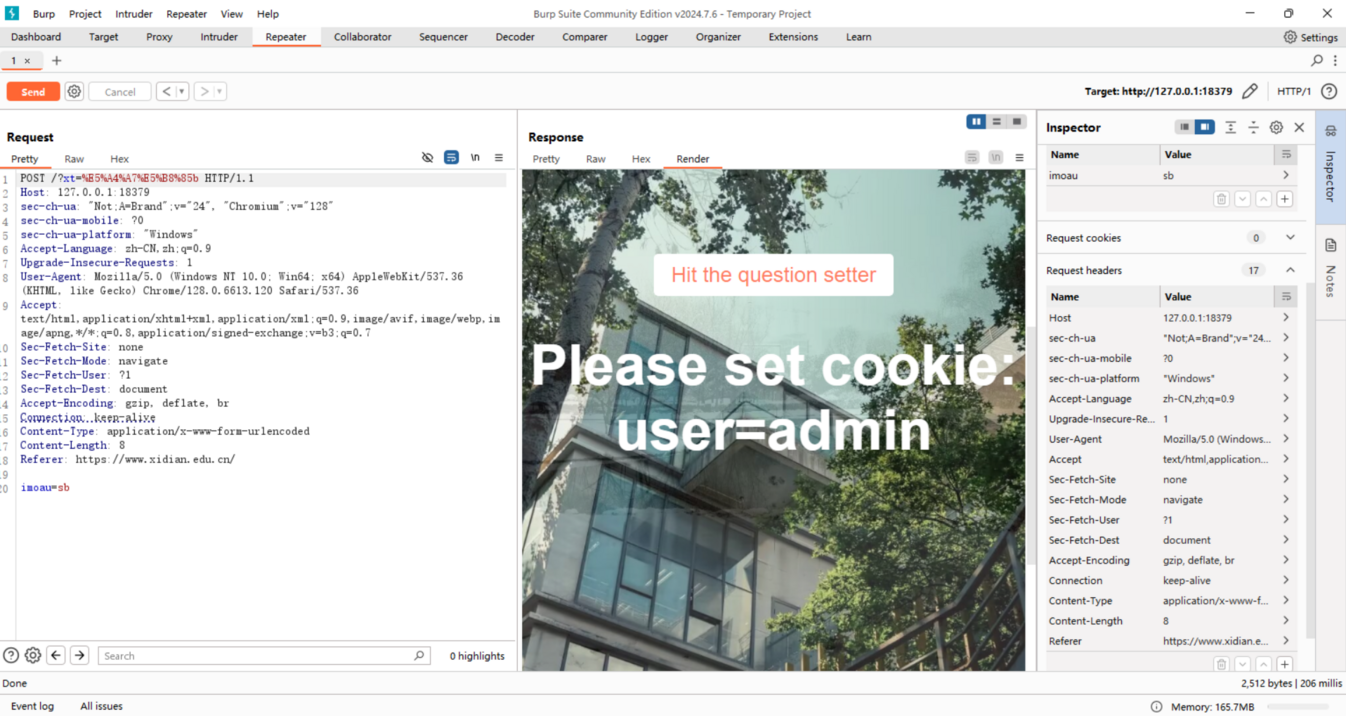 Burp Project Intruder Repeater View Help Burp Suite Community Edition v2024.7.6 - Temporary Project
Dashboard Target Proxy Intruder Repeater Collaborator Sequencer Decoder Comparer Logger Organizer Extensions Learn Settings
1 × +
Send Cancel < > Target: http://127.0.0.1:18379 HTTP/1 ?
Request
Pretty Raw Hex \n
1 POST /?xt=%E5%A4%A7%E5%B8%85b HTTP/1.1
2 Host: 127.0.0.1:18379
3 sec-ch-ua: "Not;A=Brand";v="24", "Chromium";v="128"
4 sec-ch-ua-mobile: ?0
5 sec-ch-ua-platform: "Windows"
6 Accept-Language: zh-CN,zh;q=0.9
7 Upgrade-Insecure-Requests: 1
8 User-Agent: Mozilla/5.0 (Windows NT 10.0; Win64; x64) AppleWebKit/537.36
(KHTML, like Gecko) Chrome/128.0.6613.120 Safari/537.36
9 Accept:
text/html,application/xhtml+xml,application/xml;q=0.9,image/avif,image/webp,im
age/apng,*/*;q=0.8,application/signed-exchange;v=b3;q=0.7
0 Sec-Fetch-Site: none
1 Sec-Fetch-Mode: navigate
2 Sec-Fetch-User: ?1
3 Sec-Fetch-Dest: document
4 Accept-Encoding: gzip, deflate, br
5 Connection: keep-alive
6 Content-Type: application/x-www-form-urlencoded
7 Content-Length: 8
8 Referer: https://www.xidian.edu.cn/
9
20 imoau=sb
? Search 0 highlights
Response
Pretty Raw Hex Render \n
Hit the question setter
Please set cookie:
user=admin
Inspector
Name Value
imoau sb
Request cookies 0
Request headers 17
Name Value
Host 127.0.0.1:18379
sec-ch-ua "Not;A=Brand";v="24...
sec-ch-ua-mobile ?0
sec-ch-ua-platform "Windows"
Accept-Language zh-CN,zh;q=0.9
Upgrade-Insecure-Re... 1
User-Agent Mozilla/5.0 (Windows...
Accept text/html,application...
Sec-Fetch-Site none
Sec-Fetch-Mode navigate
Sec-Fetch-User ?1
Sec-Fetch-Dest document
Accept-Encoding gzip, deflate, br
Connection keep-alive
Content-Type application/x-www-f...
Content-Length 8
Referer https://www.xidian.e...
Inspector
Notes
Done 2,512 bytes | 206 millis
Event log All issues Memory: 165.7MB